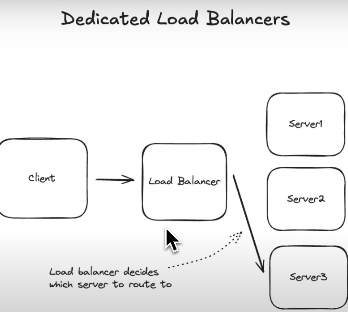 Dedicated Load Balancers
Server1
Client
Load Balancer
Server2
Load balancer decides
which server to route to
Server3